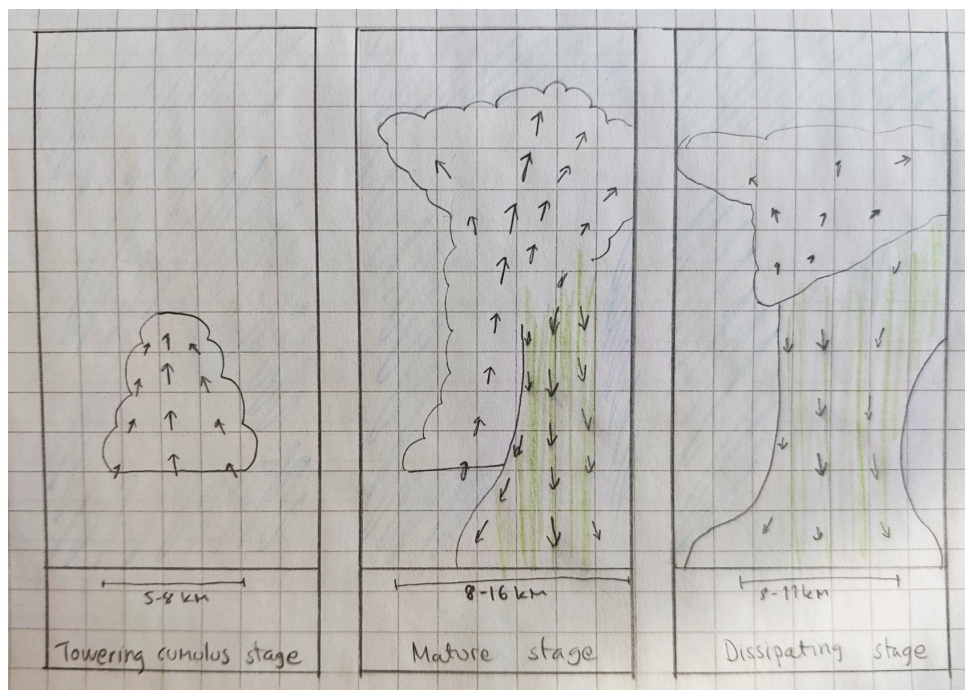 5-8 km
Towering cumulus stage
8-16 km
Mature stage
8-11 km
Dissipating stage